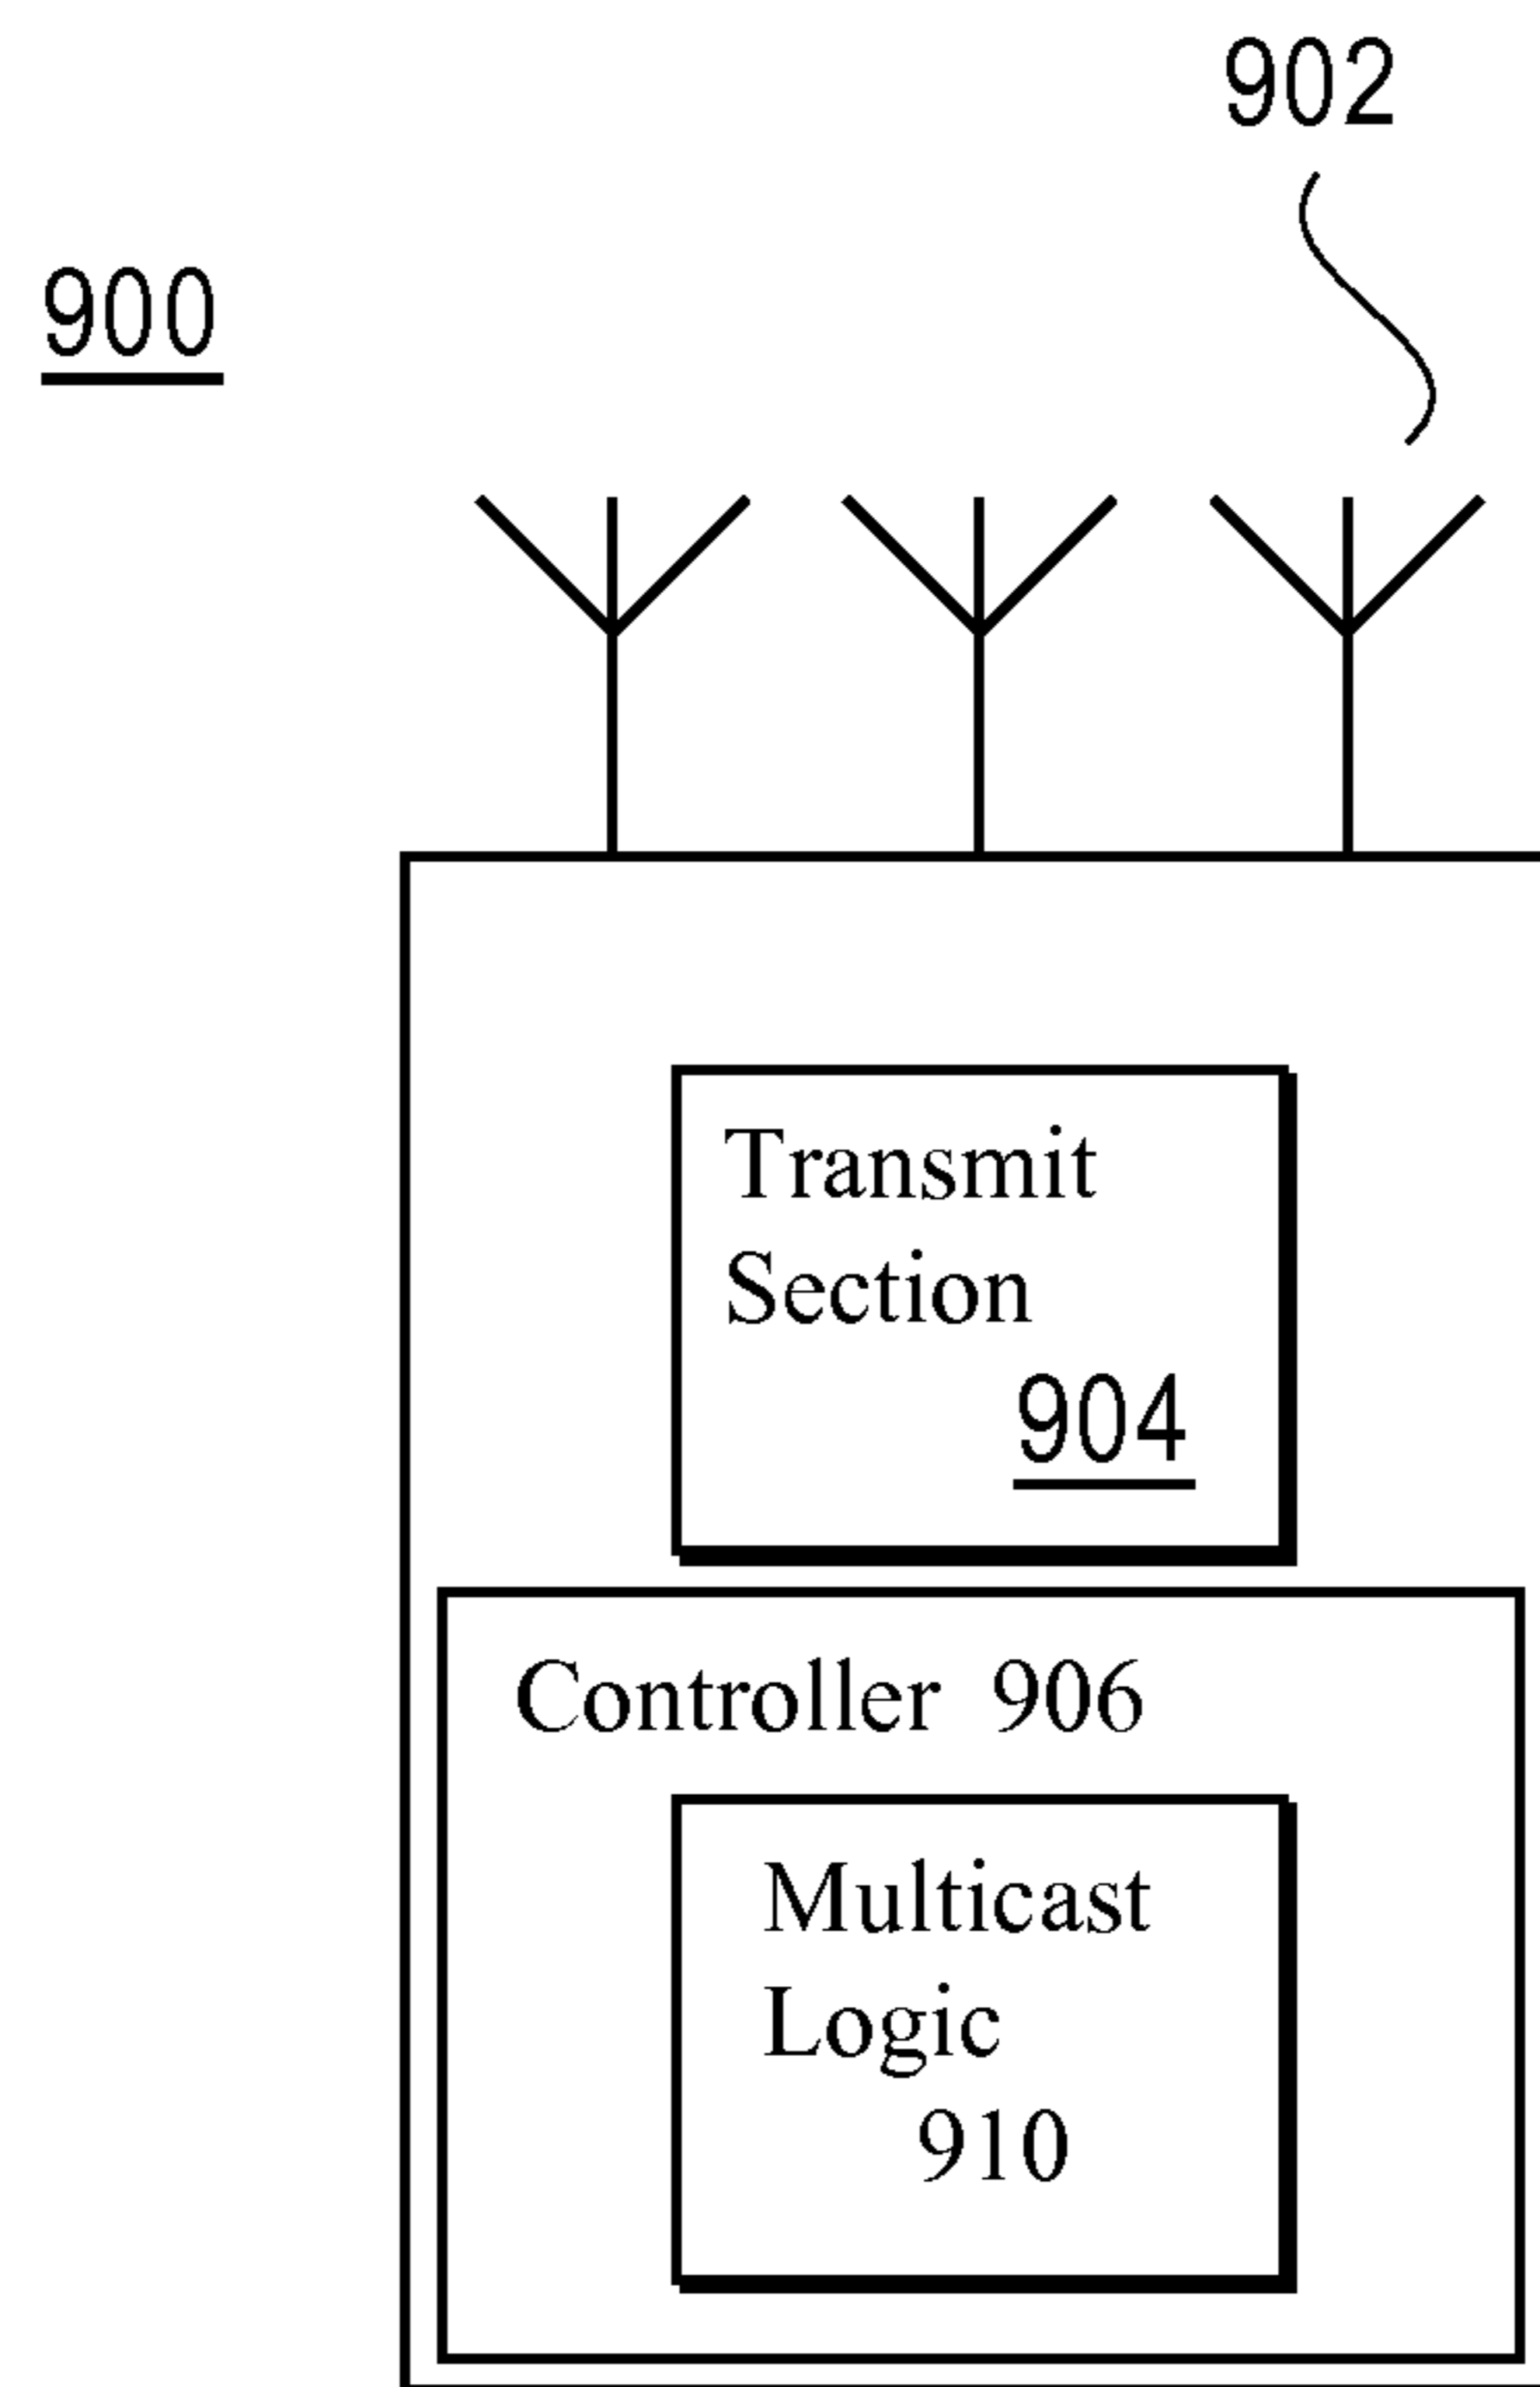 902
900
Transmit
Section
904
Controller 906
Multicast
Logic
910